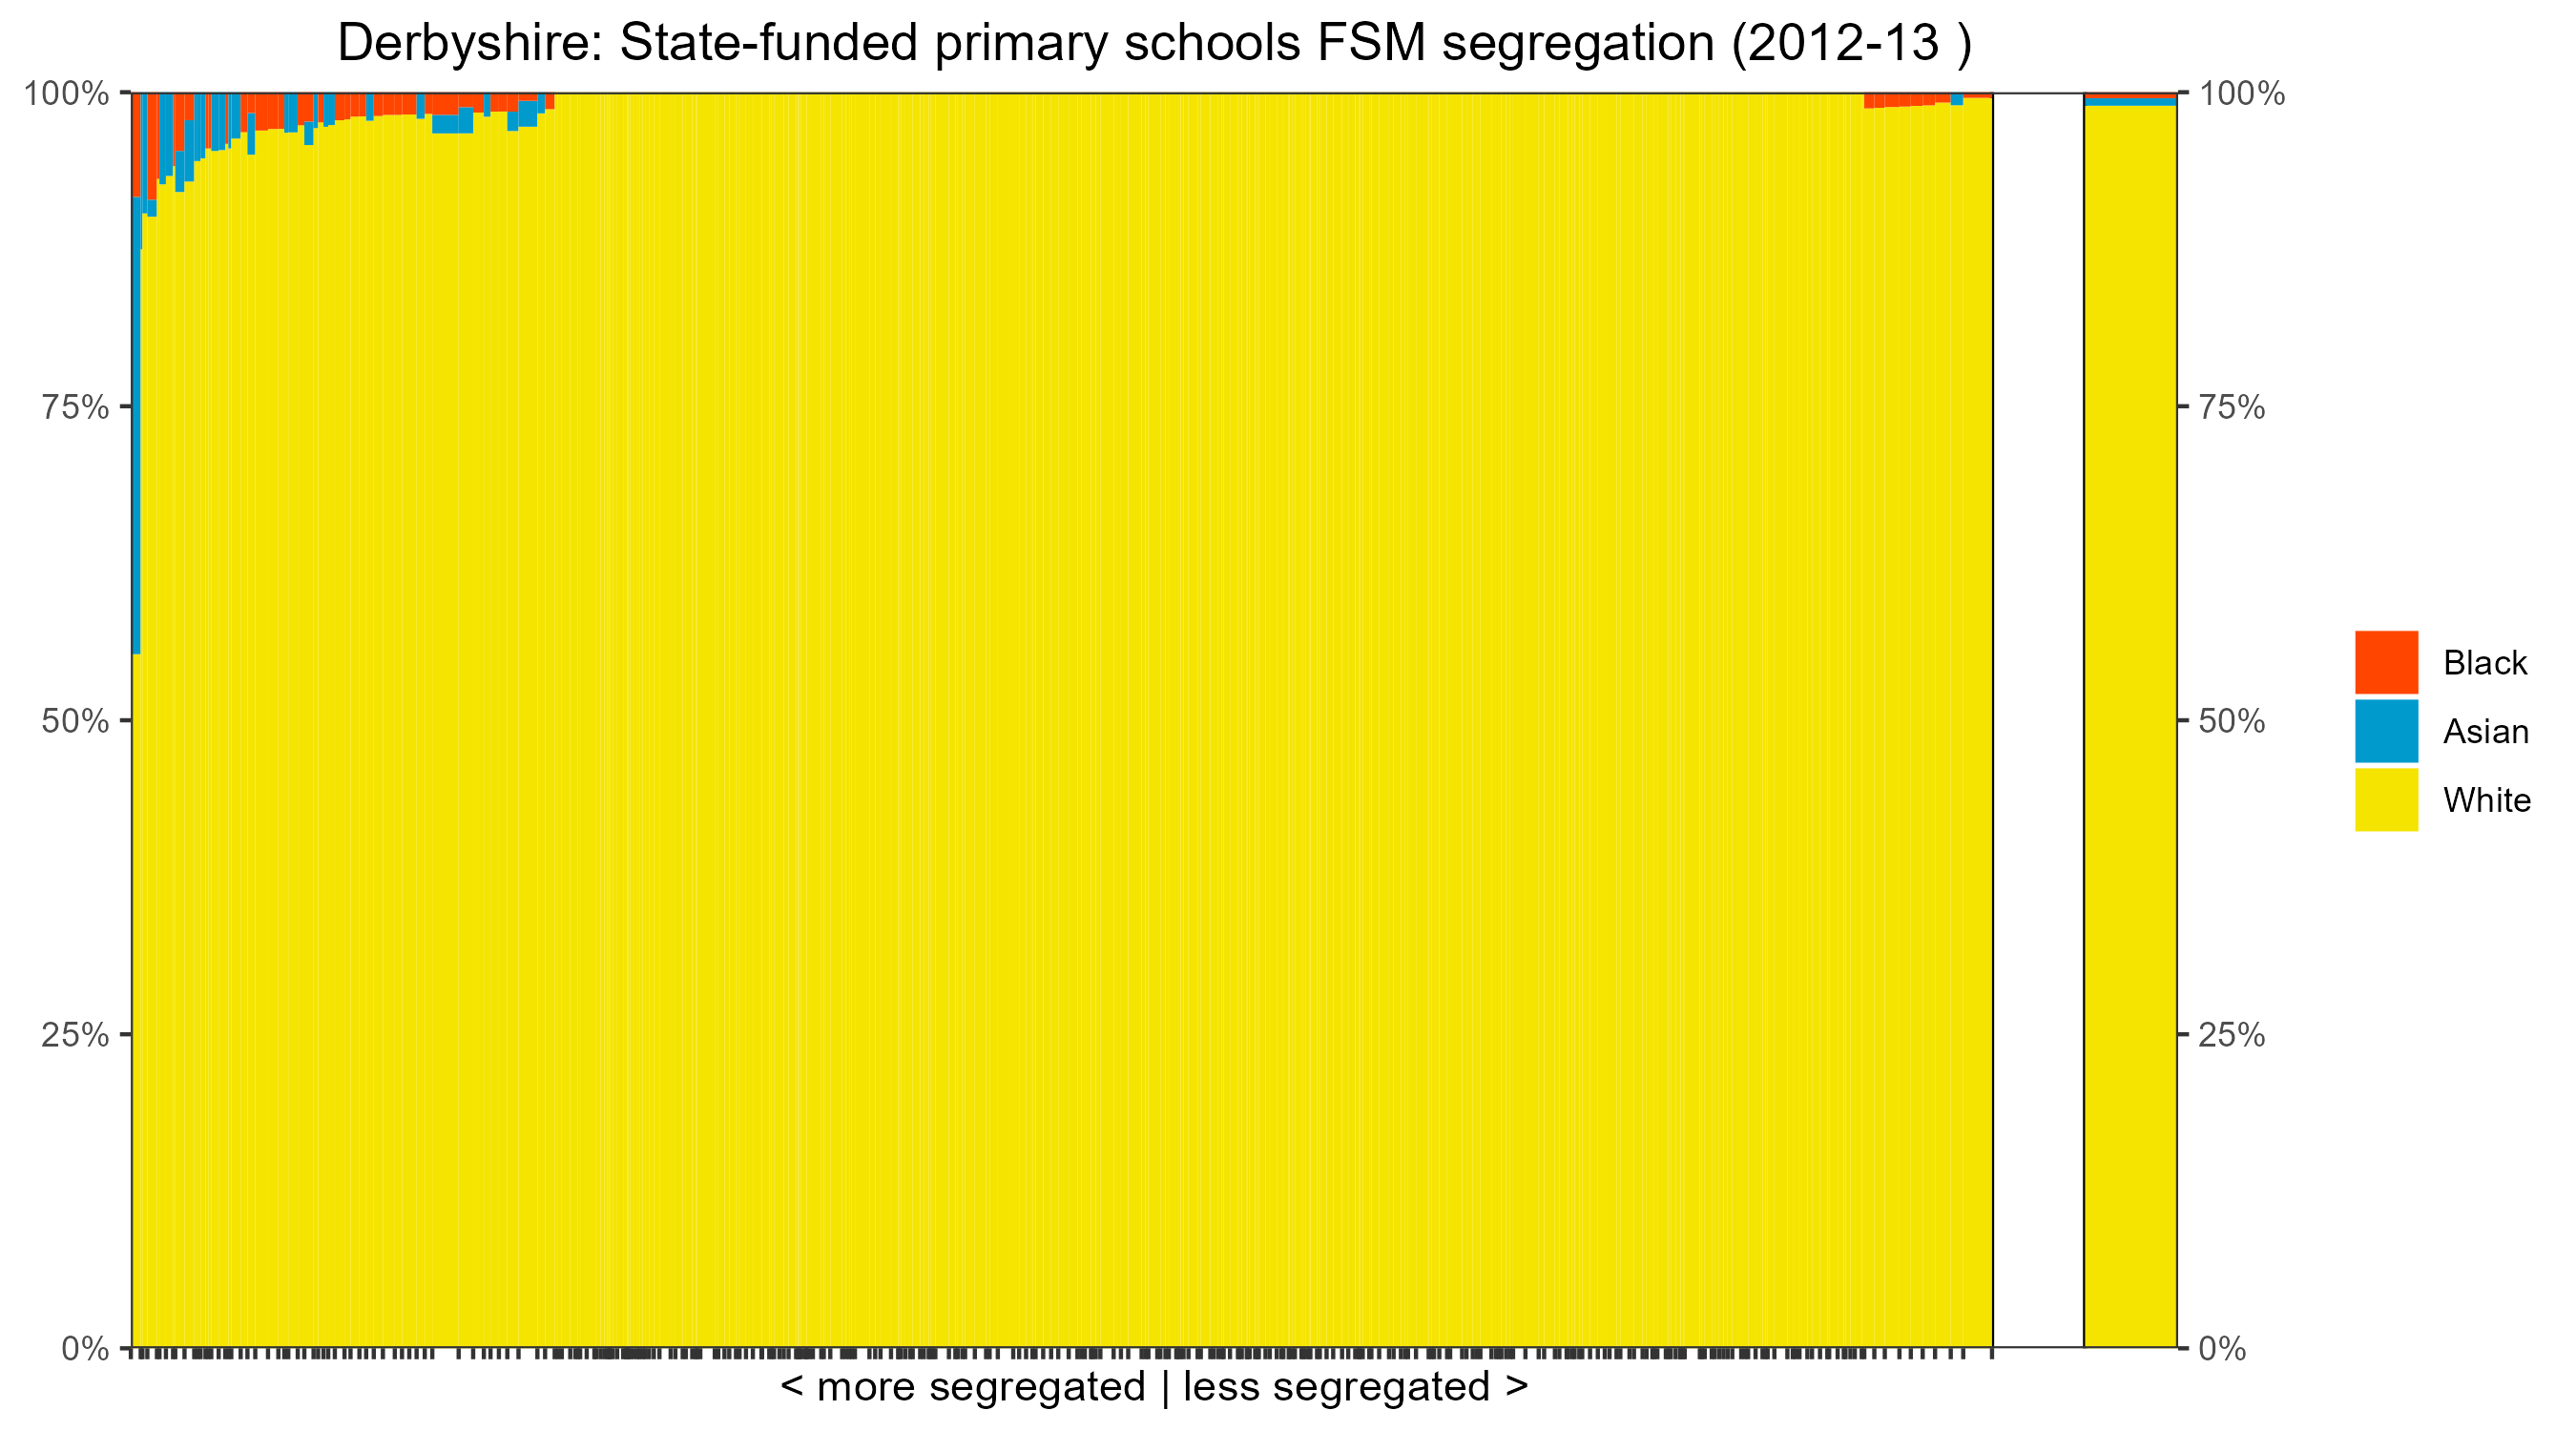 Derbyshire: State-funded primary schools FSM segregation (2012-13 )
100%
75%
50%
25%
0%
100%
75%
50%
25%
0%
Black
Asian
White
< more segregated | less segregated >